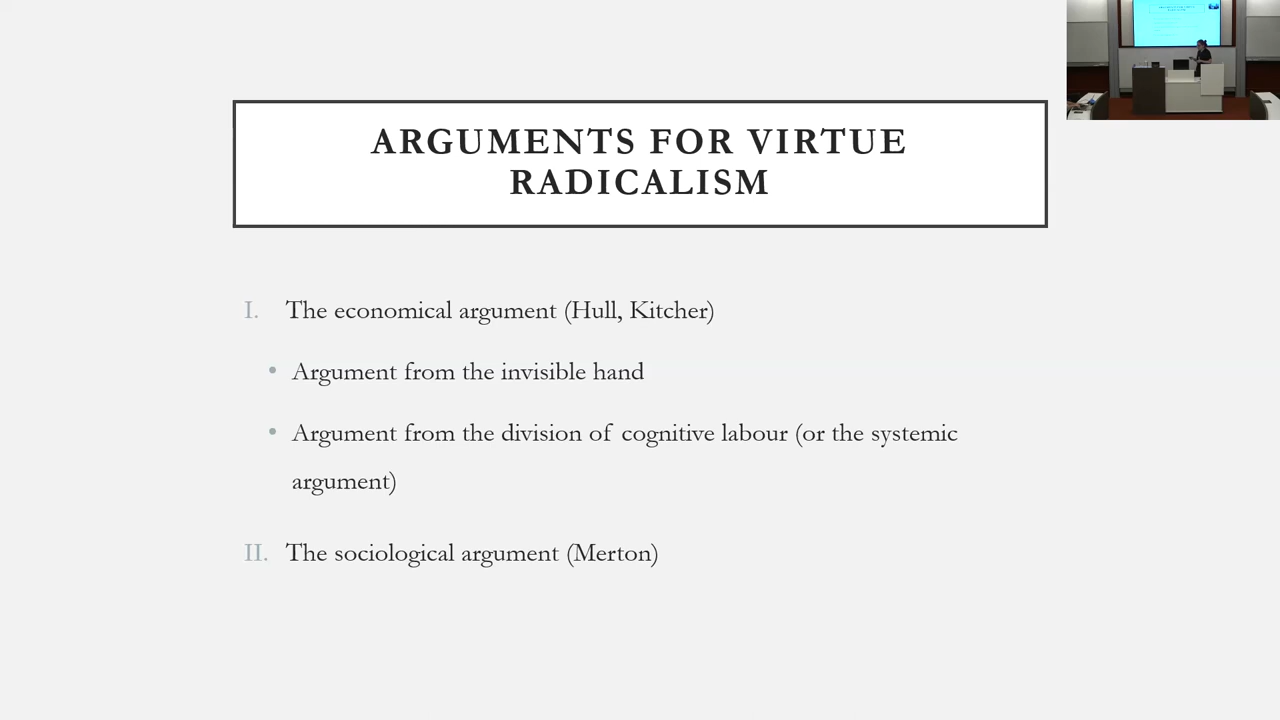 ARGUMENTS FOR VIRTUE
RADICALISM
I. The economical argument (Hull, Kitcher)
• Argument from the invisible hand
• Argument from the division of cognitive labour (or the systemic
argument)
II. The sociological argument (Merton)